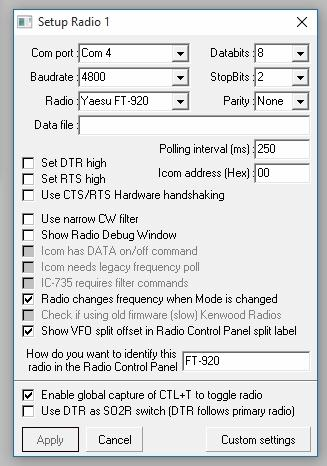 Setup Radio 1
Com port : Com 4 Databits : 8
Baudrate : 4800 StopBits : 2
Radio : Yaesu FT-920 Parity : None
Data file :
Polling interval (ms) : 250
Set DTR high
Icom address (Hex) : 00
Set RTS high
Use CTS/RTS Hardware handshaking
Use narrow CW filter
Show Radio Debug Window
Icom has DATA on/off command
Icom needs legacy frequency poll
IC-735 requires filter commands
Radio changes frequency when Mode is changed
Check if using old firmware (slow) Kenwood Radios
Show VFO split offset in Radio Control Panel split label
How do you want to identify this
radio in the Radio Control Panel FT-920
Enable global capture of CTL+T to toggle radio
Use DTR as SO2R switch (DTR follows primary radio)
Apply Cancel Custom settings